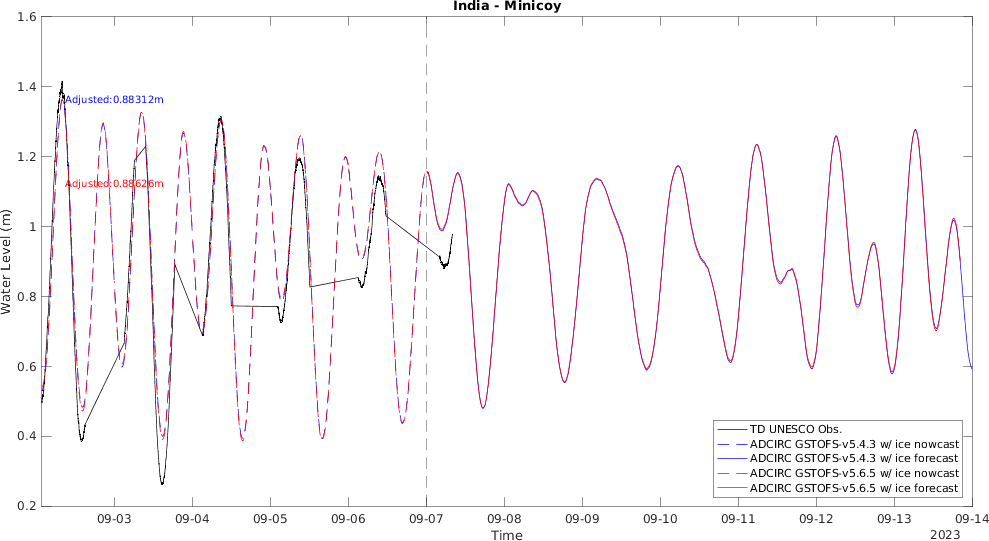 India - Minicoy
1.6
1.4
1.2
1
0.8
0.6
0.4
0.2
Water Level (m)
Adjusted:0.88312m
Adjusted:0.88626m
TD UNESCO Obs.
ADCIRC GSTOFS-v5.4.3 w/ ice nowcast
ADCIRC GSTOFS-v5.4.3 w/ ice forecast
ADCIRC GSTOFS-v5.6.5 w/ ice nowcast
ADCIRC GSTOFS-v5.6.5 w/ ice forecast
09-03 09-04 09-05 09-06 09-07 09-08 09-09 09-10 09-11 09-12 09-13 09-14
Time
2023